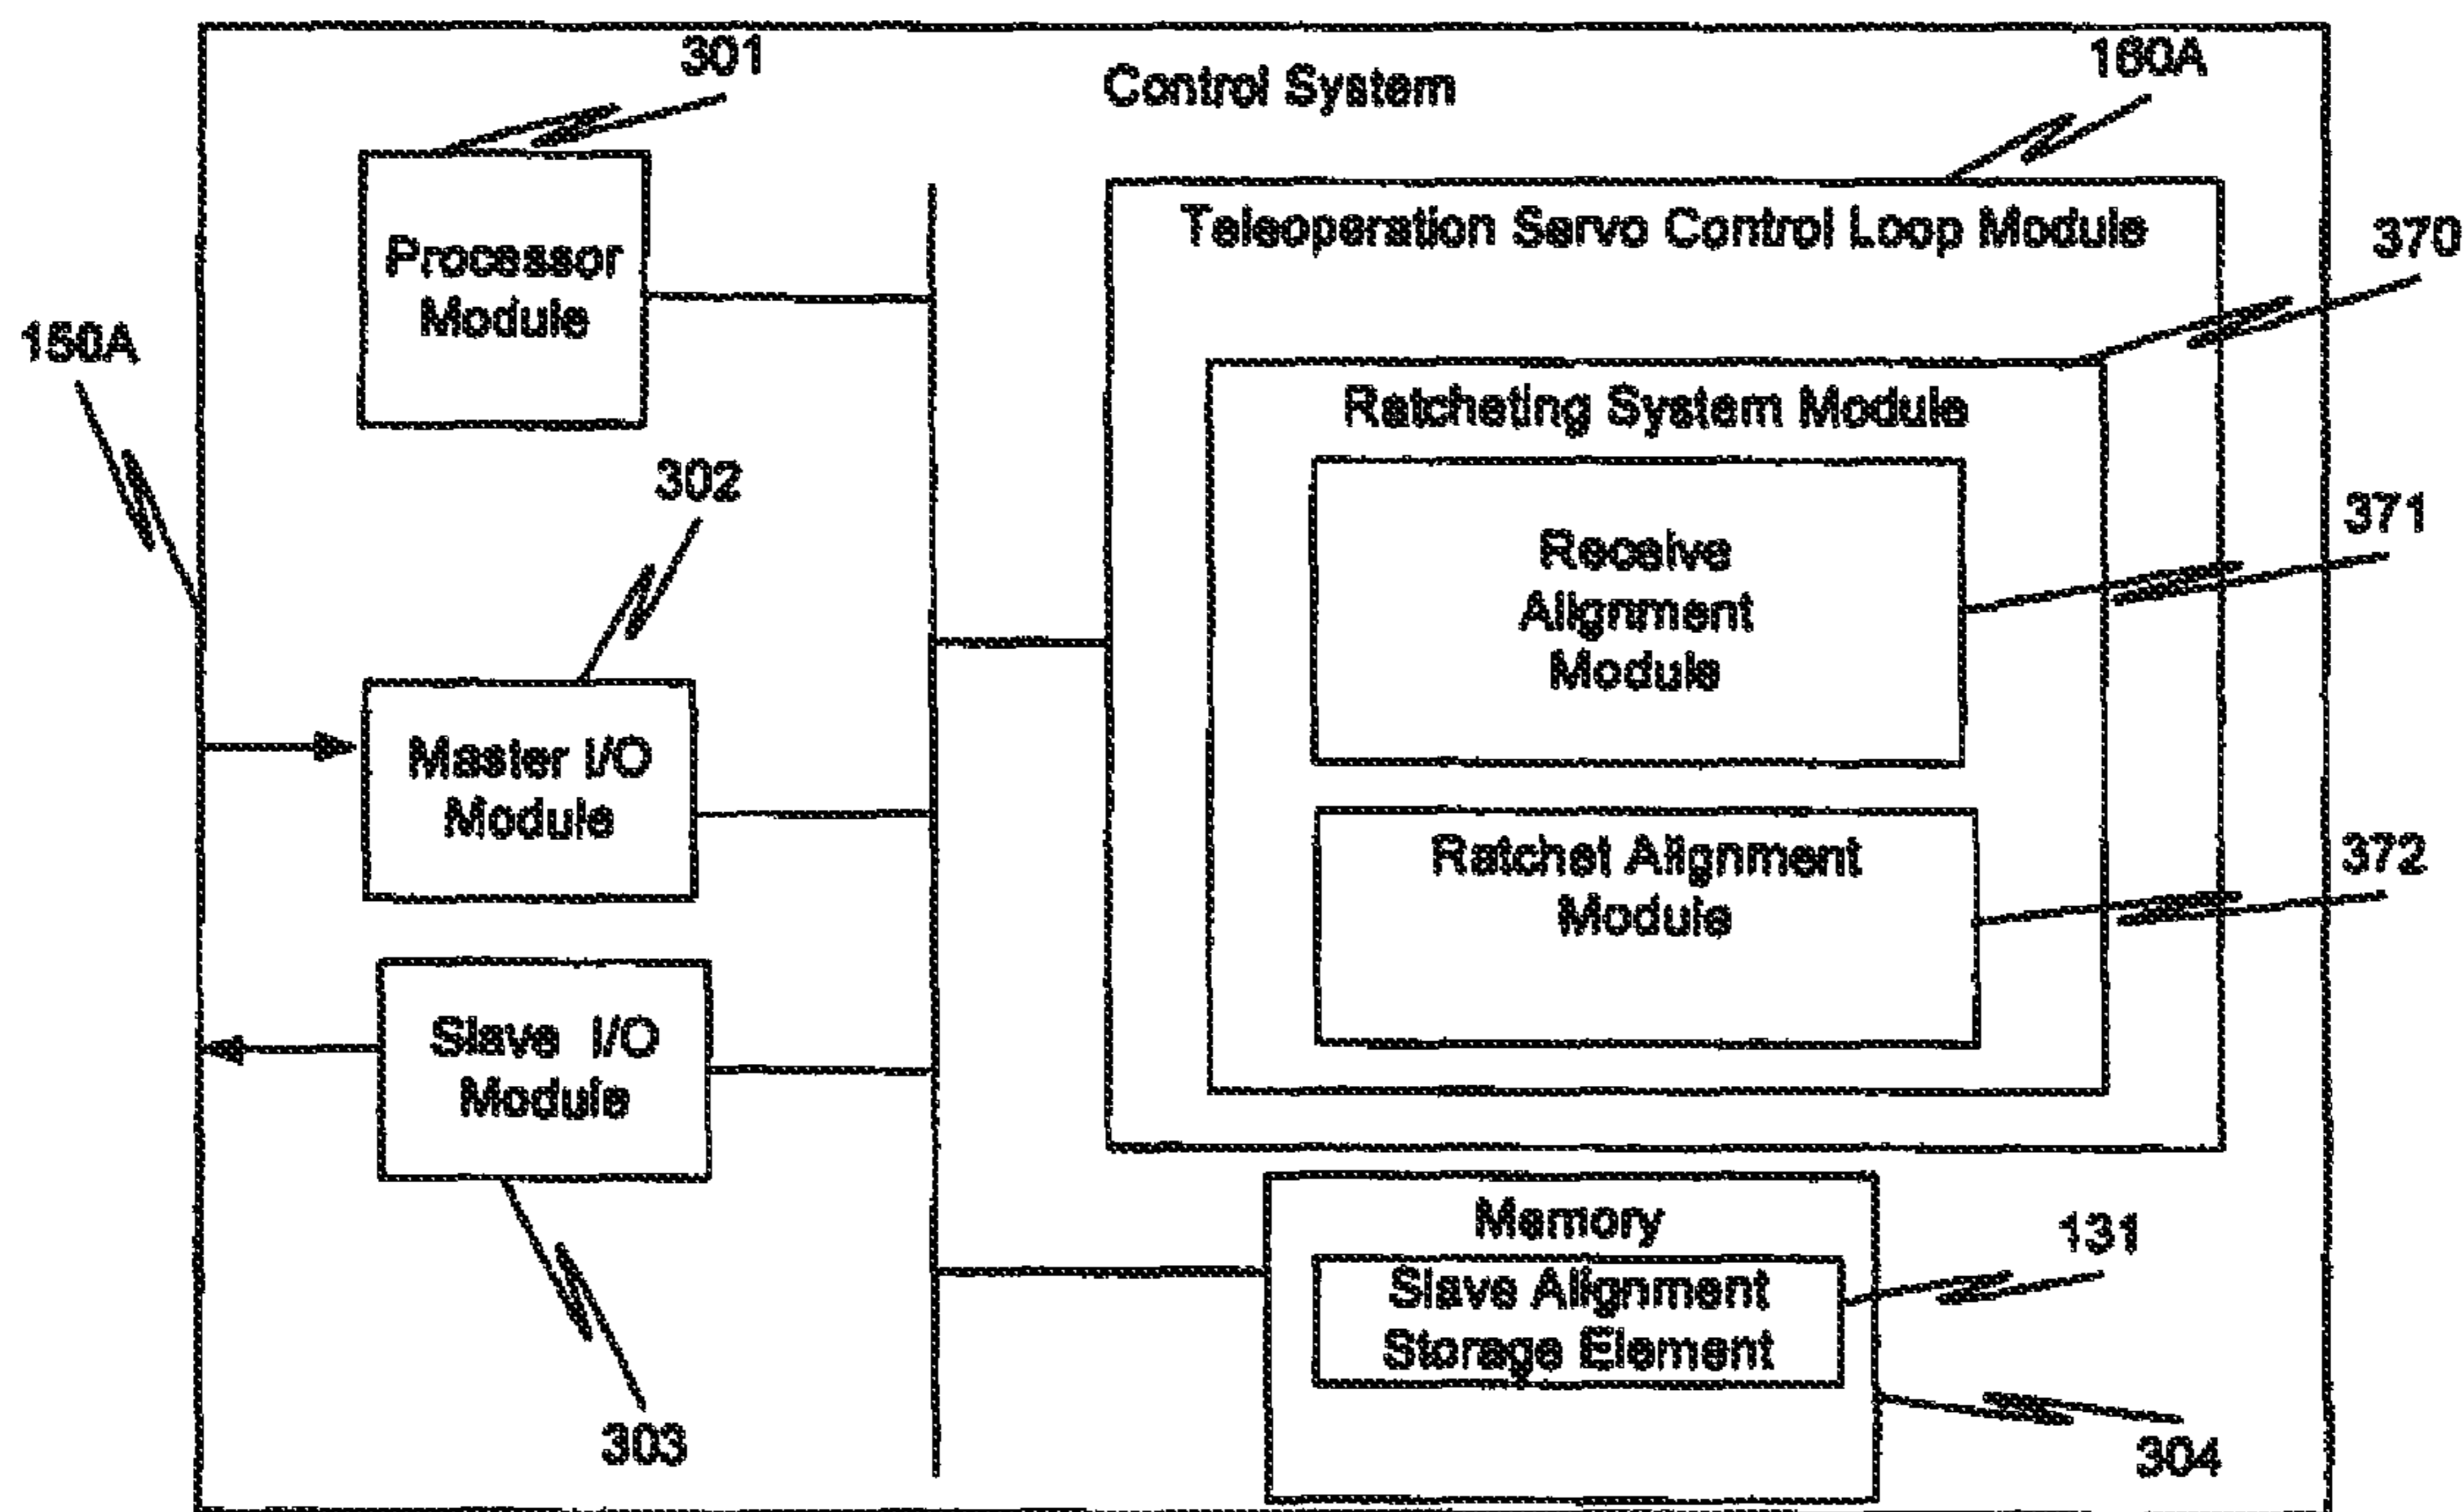 301
Control System
160A
Processor
Module
Teleoperation Servo Control Loop Module
370
150A
Ratcheting System Module
302
Receive
Alignment
Module
371
Master I/O
Module
Ratchet Alignment
Module
372
Slave I/O
Module
Memory
131
Slave Alignment
Storage Element
303
304